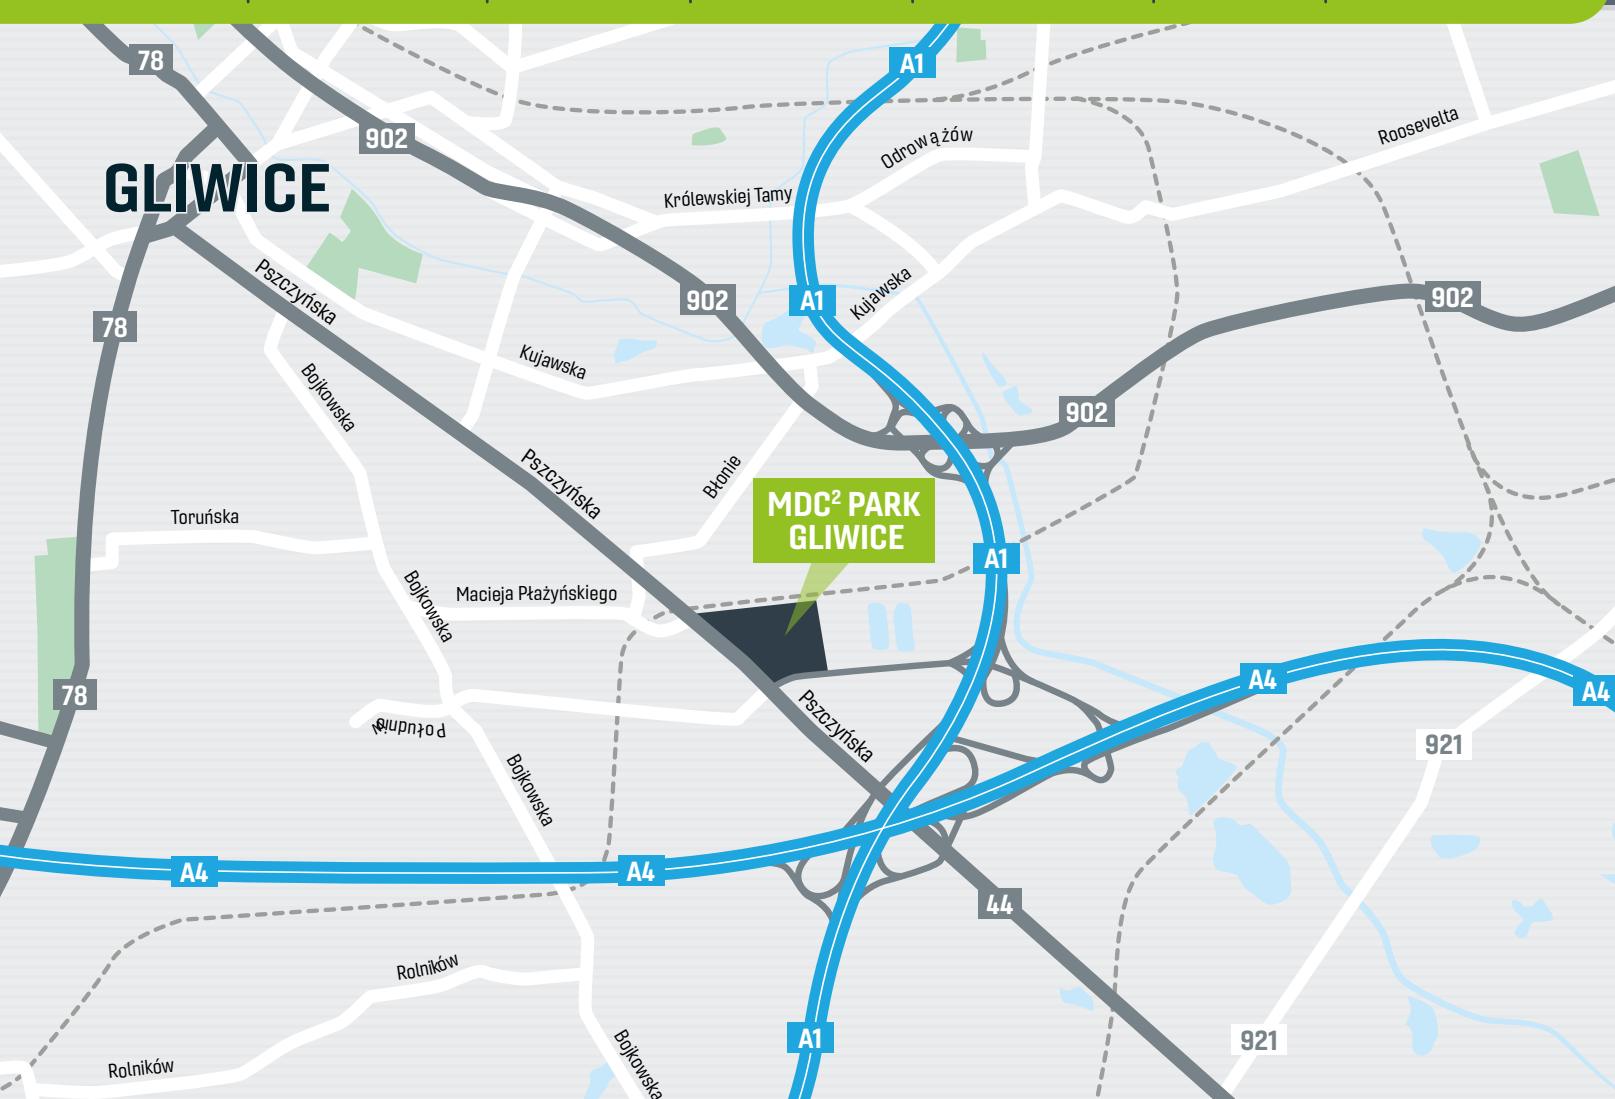 78
A1
902
Odrowążów
Roosevelta
GLIWICE
Królewskiej Tamy
Pszczyńska
78
902
A1
Kujawska
902
Kujawska
Bojkowska
902
Pszczyńska
Błonie
MDC² PARK
GLIWICE
Toruńska
A1
Bojkowska
Macieja Płażyńskiego
78
A4
A4
Południa
Pszczyńska
921
Bojkowska
A4
A4
44
Rolników
A1
921
Rolników
Bojkowska